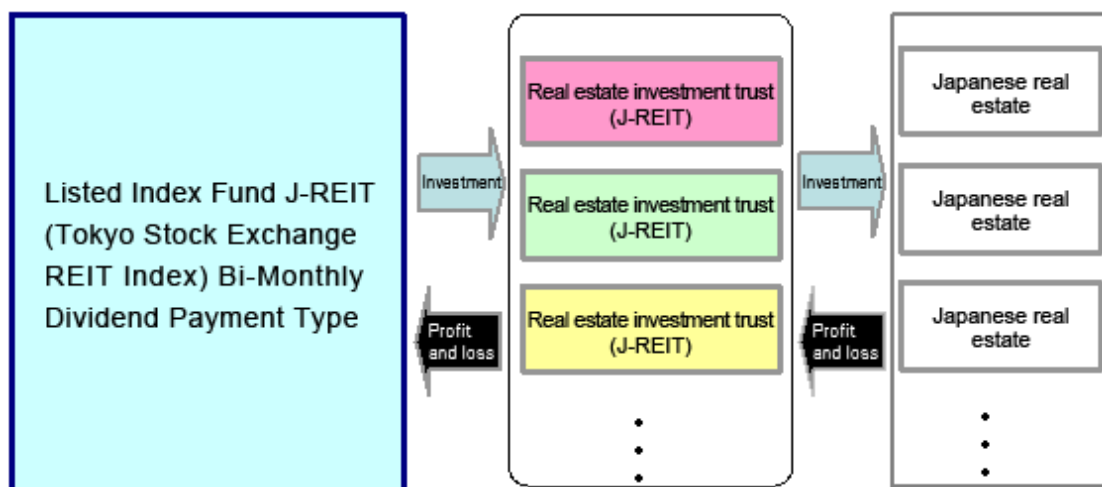 Listed Index Fund J-REIT
(Tokyo Stock Exchange
REIT Index) Bi-Monthly
Dividend Payment Type
Investment
Profit
and loss
Real estate investment trust
(J-REIT)
Real estate investment trust
(J-REIT)
Real estate investment trust
(J-REIT)
Investment
Profit
and loss
Japanese real
estate
Japanese real
estate
Japanese real
estate